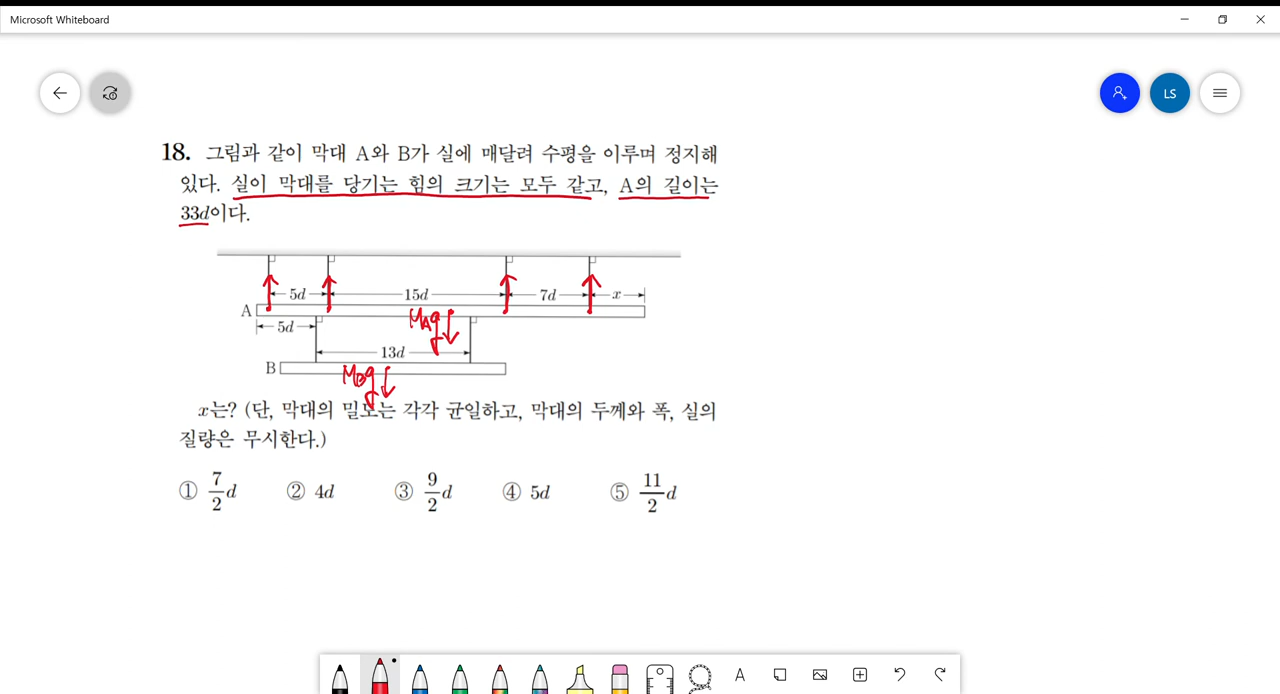 Microsoft Whiteboard
LS
18. 그림과 같이 막대 A와 B가 실에 매달려 수평을 이루며 정지해
있다. 실이 막대를 당기는 힘의 크기는 모두 같고, A의 길이는
33d이다.
5d 15d 7d x
A
5d
MAg
13d
B
MBg
x는? (단, 막대의 밀도는 각각 균일하고, 막대의 두께와 폭, 실의
질량은 무시한다.)
① 7/2 d ② 4d ③ 9/2 d ④ 5d ⑤ 11/2 d
A